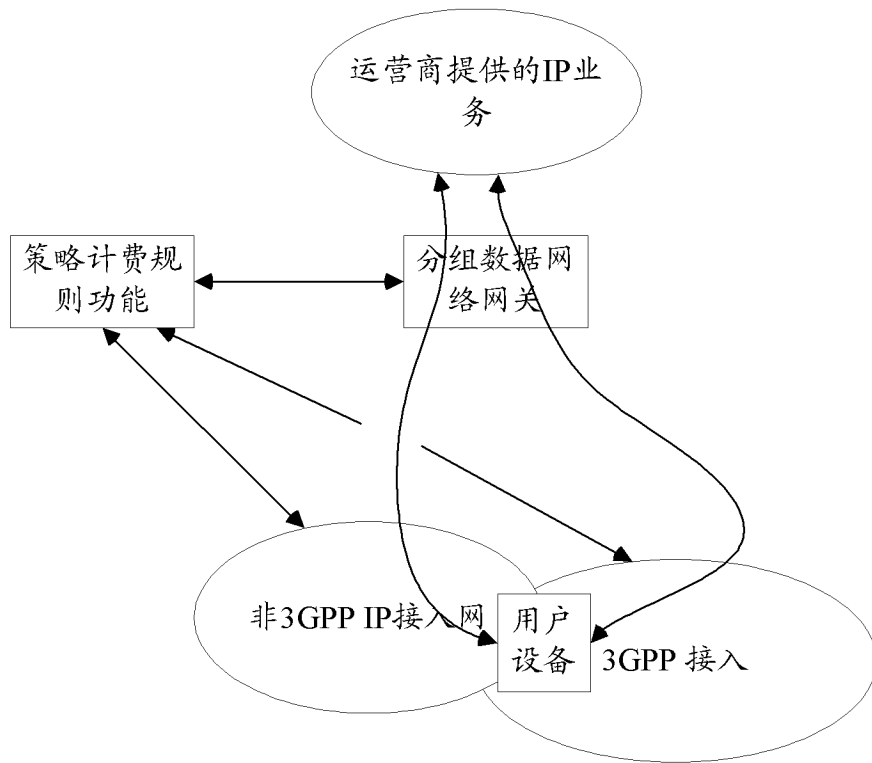 运营商提供的IP业
务
策略计费规
则功能
分组数据网
络网关
非3GPP IP接入网
用户
设备
3GPP 接入